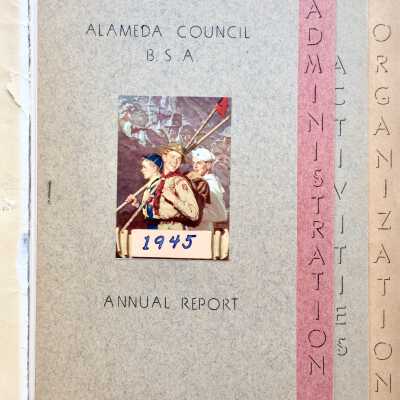 ALAMEDA COUNCIL
B.S.A.
1945
ANNUAL REPORT
ADMINISTRATION
ACTIVITIES
ORGANIZATION